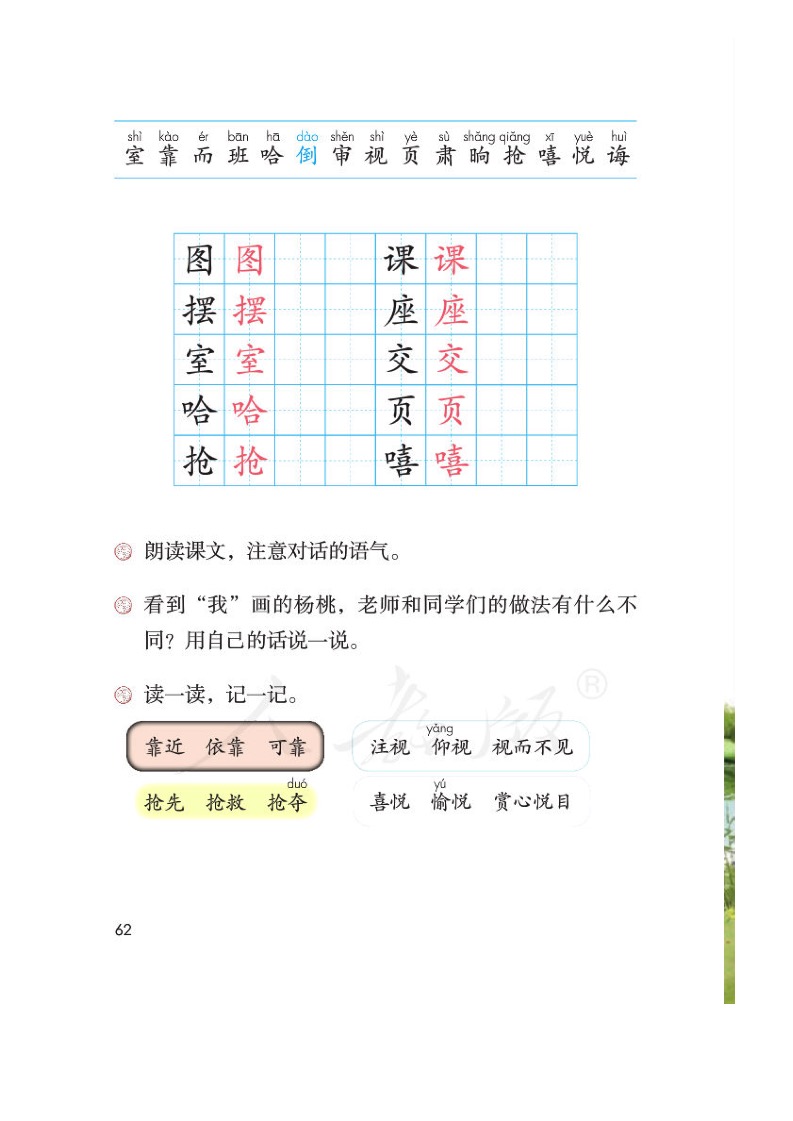 shì kào ér bān hā dào shěn shì yè sù shǎng qiǎng xī yuè huì
室 靠 而 班 哈 倒 审 视 页 肃 晌 抢 嘻 悦 诲
图 图 课 课
摆 摆 座 座
室 室 交 交
哈 哈 页 页
抢 抢 嘻 嘻
朗读课文，注意对话的语气。
看到“我”画的杨桃，老师和同学们的做法有什么不
同？用自己的话说一说。
读一读，记一记。
yǎng
靠近 依靠 可靠 注视 仰视 视而不见
duó yú
抢先 抢救 抢夺 喜悦 愉悦 赏心悦目
人教版®
62